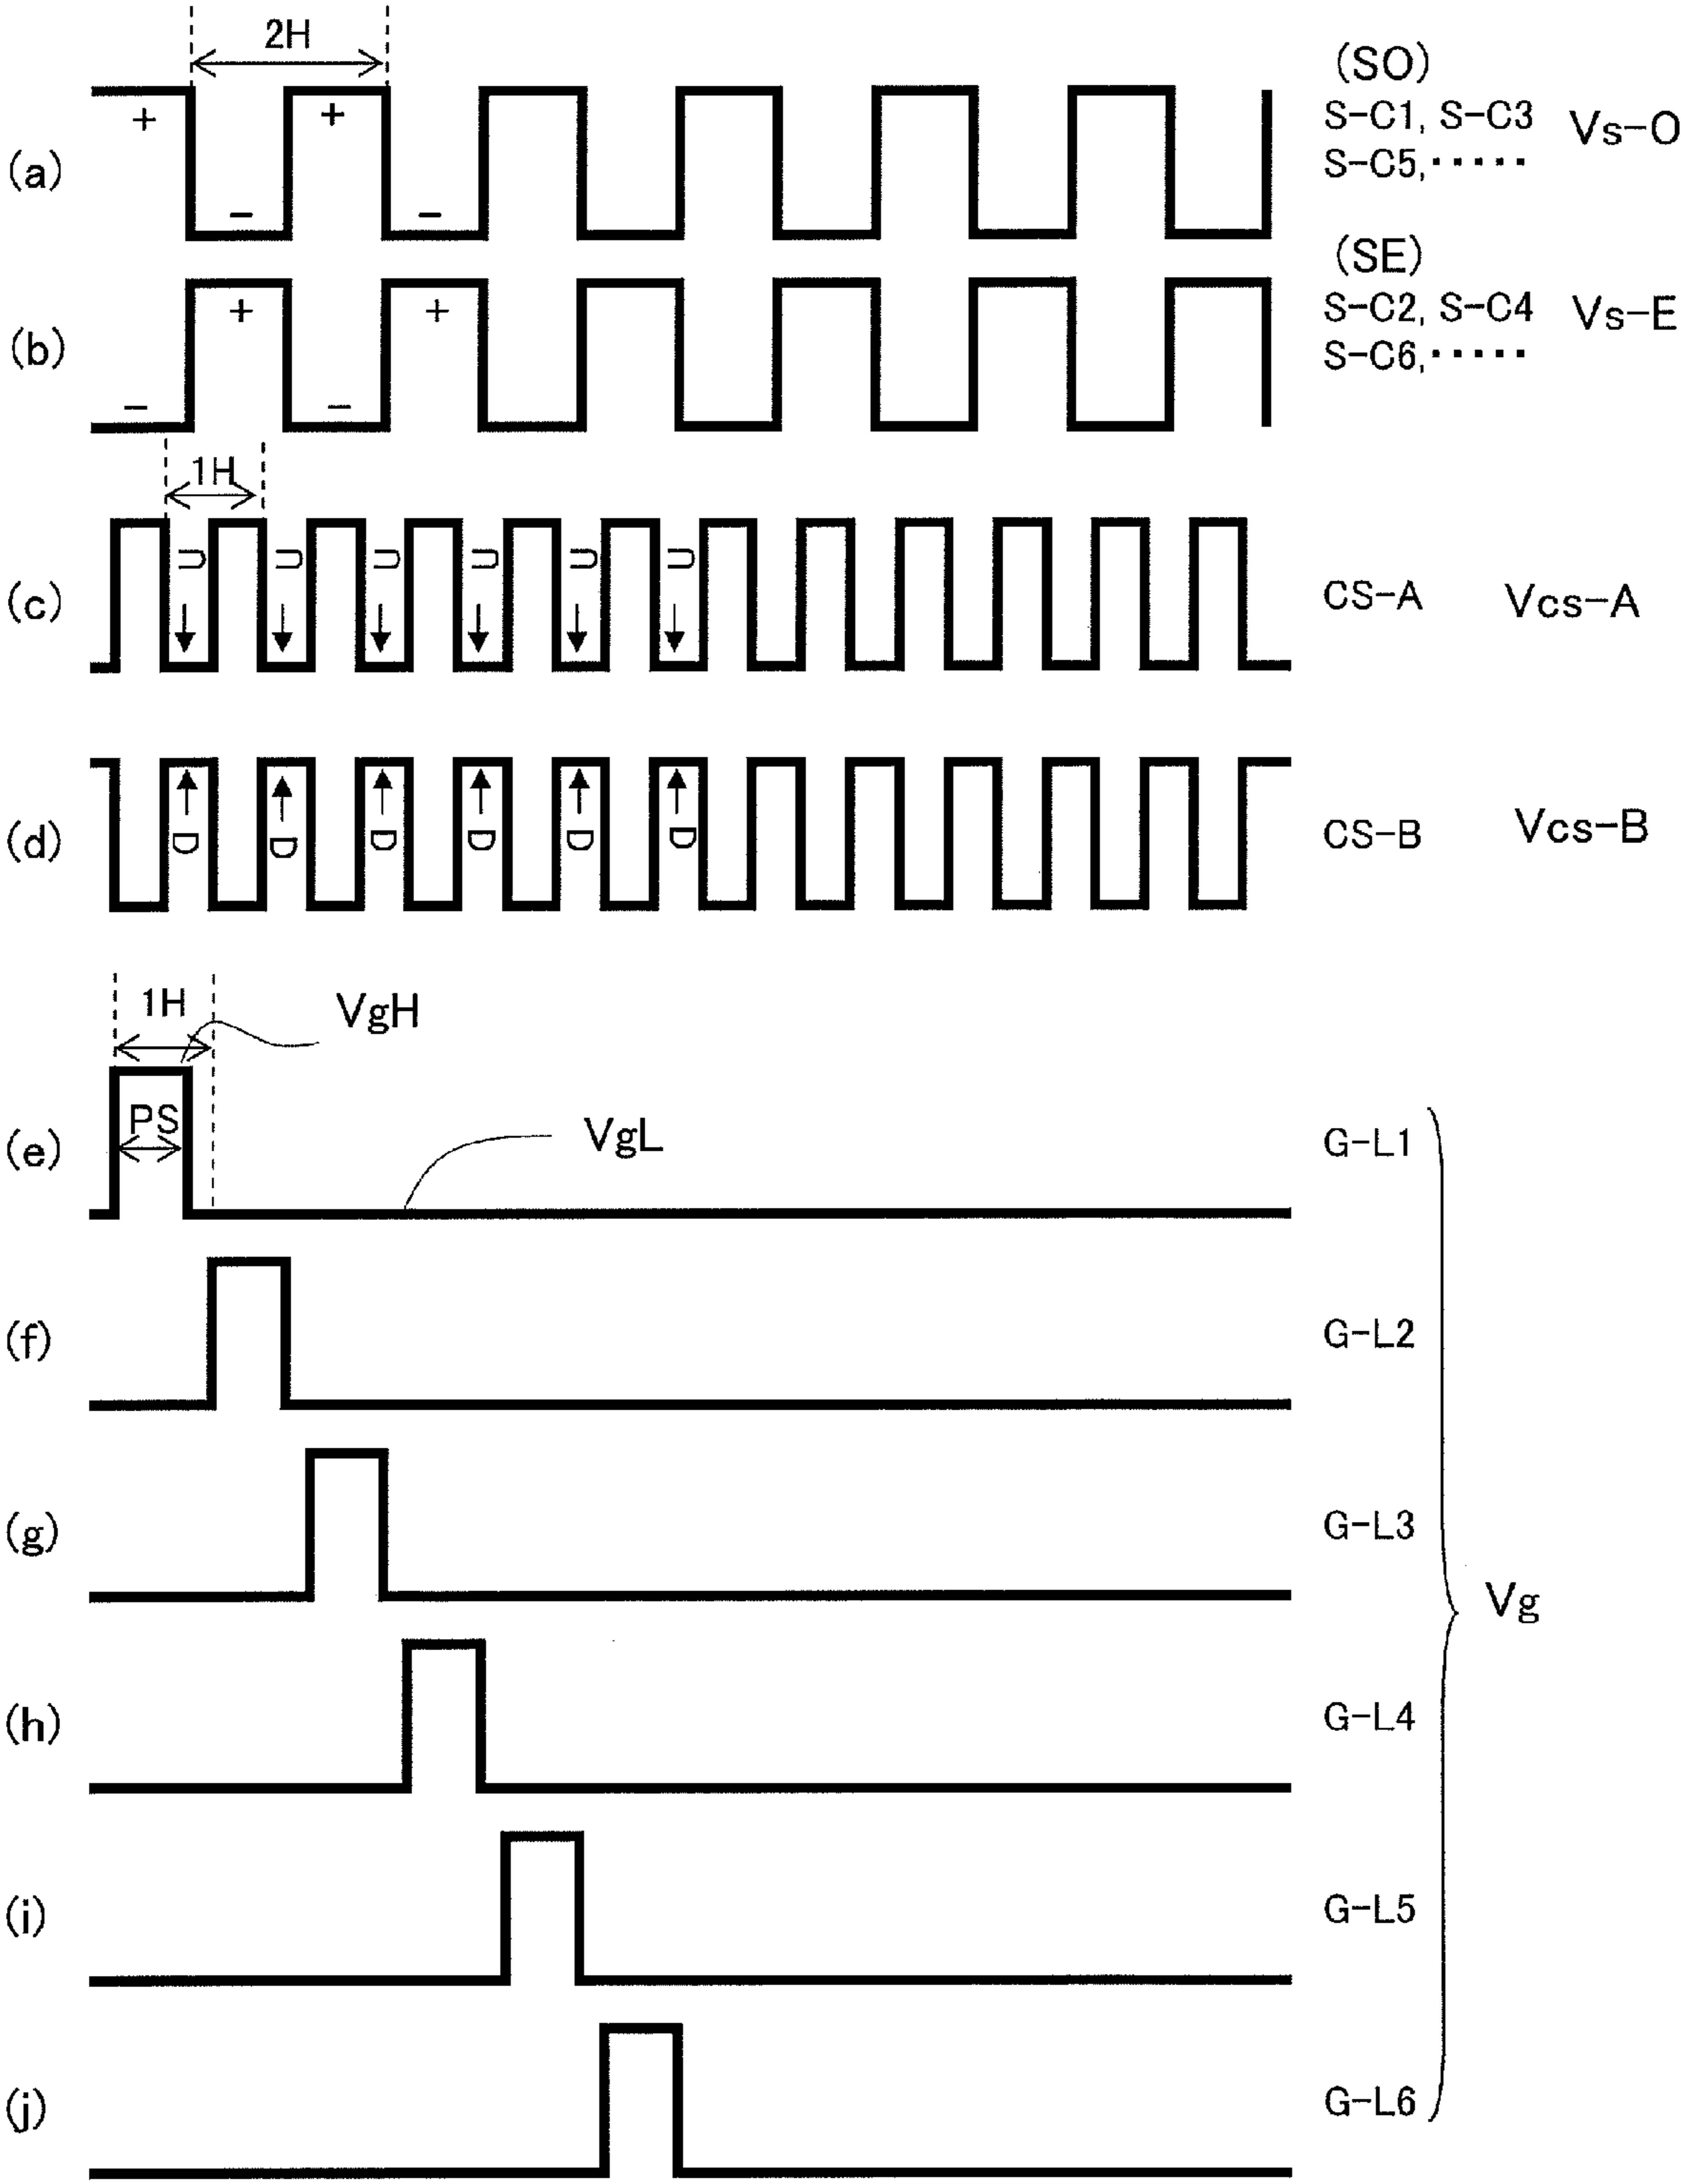 2H
(SO)
S-C1, S-C3
S-C5,·····
Vs-O
(a)
+
+
−
−
(SE)
S-C2, S-C4
S-C6,·····
Vs-E
(b)
+
+
−
−
1H
(c)
U U U U U U
CS-A
Vcs-A
(d)
D D D D D D
CS-B
Vcs-B
1H
VgH
PS
VgL
(e)
G-L1
(f)
G-L2
(g)
G-L3
Vg
(h)
G-L4
(i)
G-L5
(j)
G-L6